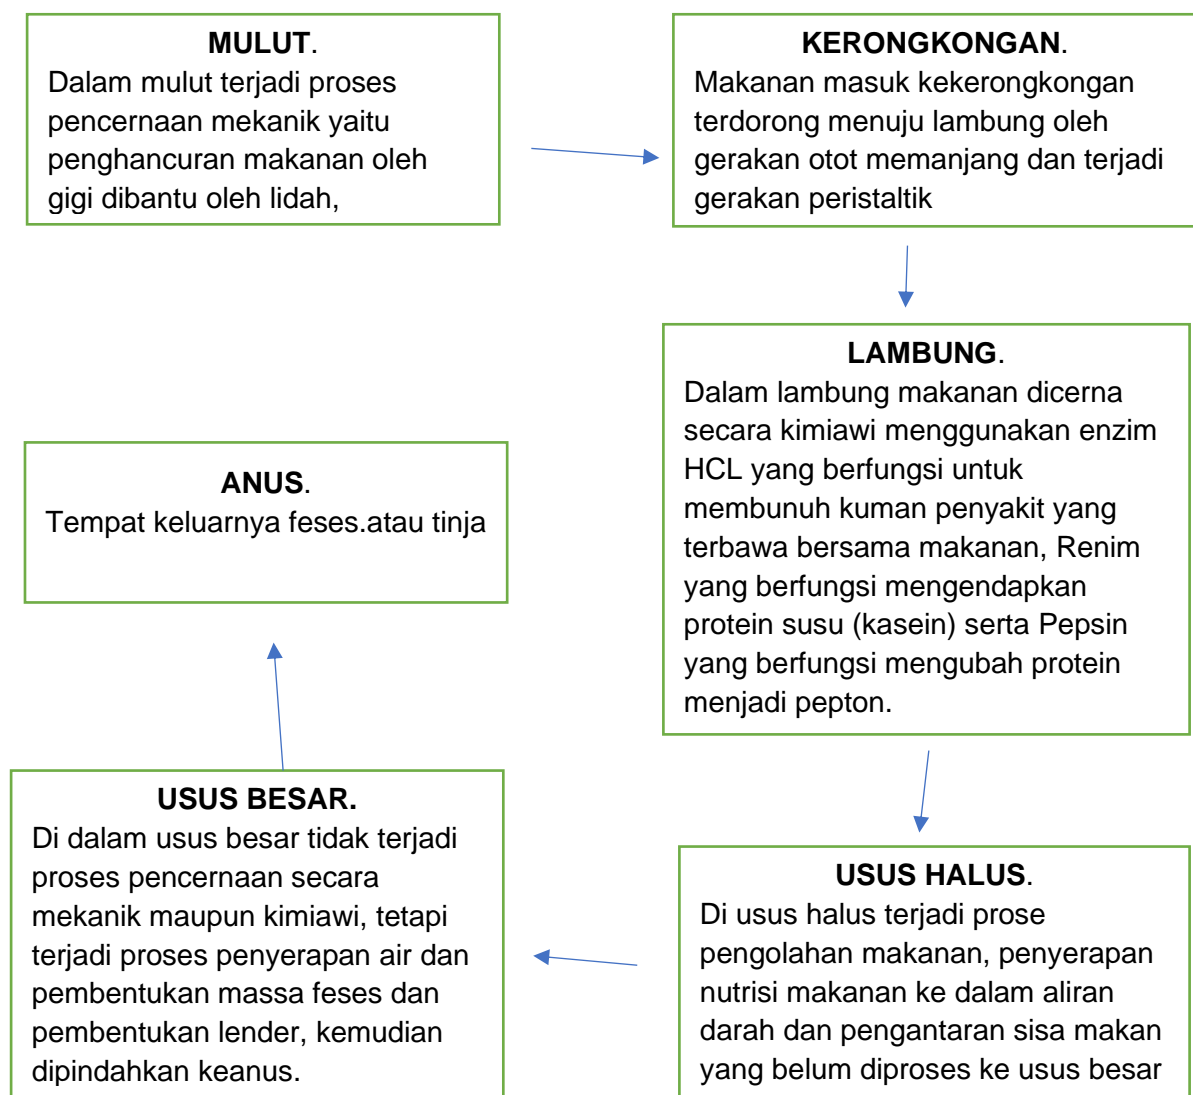 MULUT.
Dalam mulut terjadi proses
pencernaan mekanik yaitu
penghancuran makanan oleh
gigi dibantu oleh lidah,
KERONGKONGAN.
Makanan masuk kekerongkongan
terdorong menuju lambung oleh
gerakan otot memanjang dan terjadi
gerakan peristaltik
LAMBUNG.
Dalam lambung makanan dicerna
secara kimiawi menggunakan enzim
HCL yang berfungsi untuk
membunuh kuman penyakit yang
terbawa bersama makanan, Renim
yang berfungsi mengendapkan
protein susu (kasein) serta Pepsin
yang berfungsi mengubah protein
menjadi pepton.
USUS HALUS.
Di usus halus terjadi prose
pengolahan makanan, penyerapan
nutrisi makanan ke dalam aliran
darah dan pengantaran sisa makan
yang belum diproses ke usus besar
USUS BESAR.
Di dalam usus besar tidak terjadi
proses pencernaan secara
mekanik maupun kimiawi, tetapi
terjadi proses penyerapan air dan
pembentukan massa feses dan
pembentukan lender, kemudian
dipindahkan keanus.
ANUS.
Tempat keluarnya feses.atau tinja